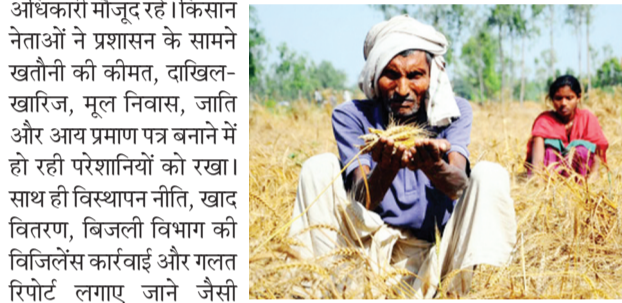 अधिकारी मौजूद रहे। किसान
नेताओं ने प्रशासन के सामने
खतौनी की कीमत, दाखिल-
खारिज, मूल निवास, जाति
और आय प्रमाण पत्र बनाने में
हो रही परेशानियों को रखा।
साथ ही विस्थापन नीति, खाद
वितरण, बिजली विभाग की
विजिलेंस कार्रवाई और गलत
रिपोर्ट लगाए जाने जैसी